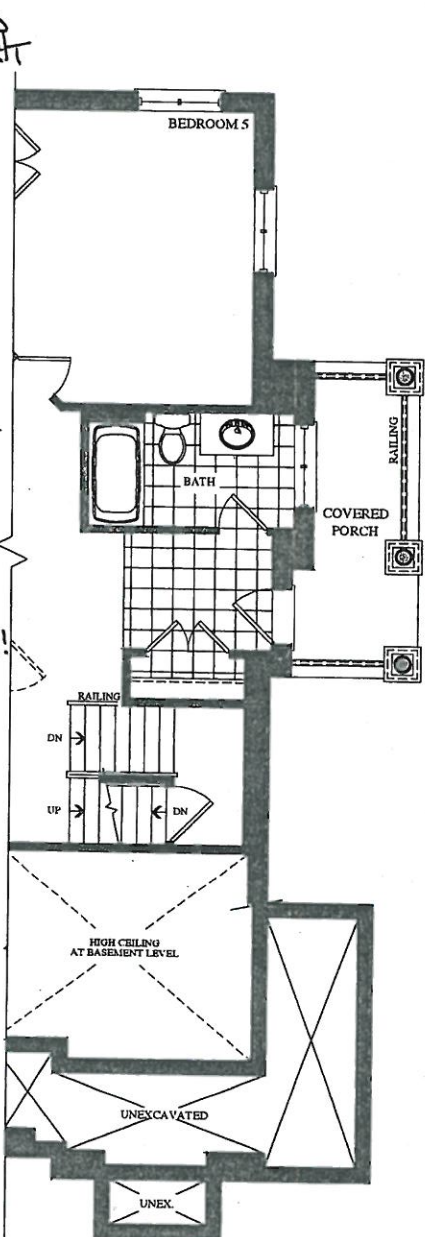 BEDROOM 5
RAILING
BATH
COVERED
PORCH
RAILING
DN
UP
DN
HIGH CEILING
AT BASEMENT LEVEL
UNEXCAVATED
UNEX.